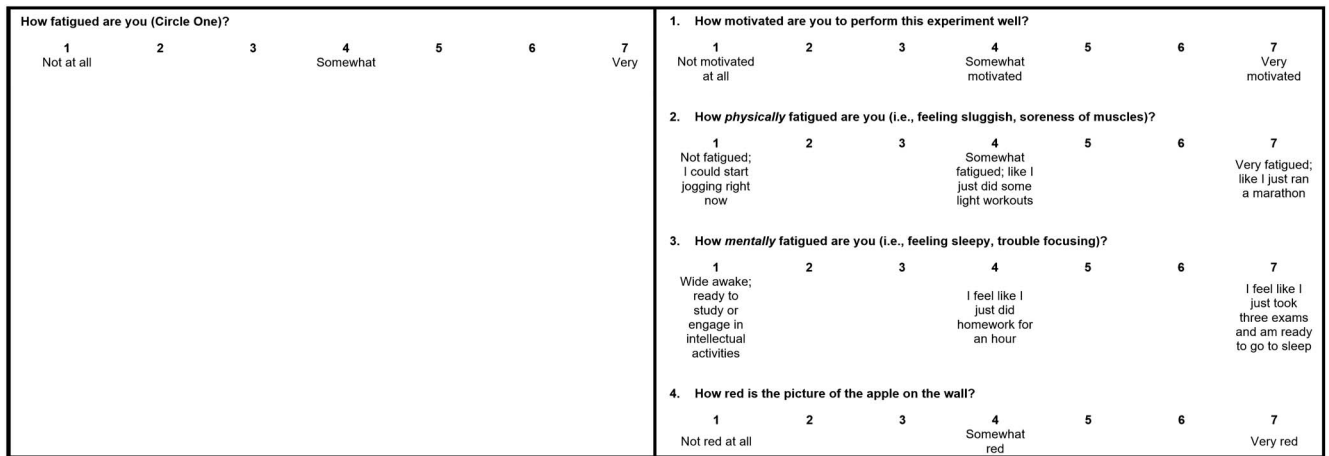 How fatigued are you (Circle One)?
1 2 3 4 5 6 7
Not at all Somewhat Very
1. How motivated are you to perform this experiment well?
1 2 3 4 5 6 7
Not motivated Somewhat Very
at all motivated motivated
2. How physically fatigued are you (i.e., feeling sluggish, soreness of muscles)?
1 2 3 4 5 6 7
Not fatigued;
I could start
jogging right
now
Somewhat
fatigued; like I
just did some
light workouts
Very fatigued;
like I just ran
a marathon
3. How mentally fatigued are you (i.e., feeling sleepy, trouble focusing)?
1 2 3 4 5 6 7
Wide awake;
ready to
study or
engage in
intellectual
activities
I feel like I
just did
homework for
an hour
I feel like I
just took
three exams
and am ready
to go to sleep
4. How red is the picture of the apple on the wall?
1 2 3 4 5 6 7
Not red at all
Somewhat
red
Very red